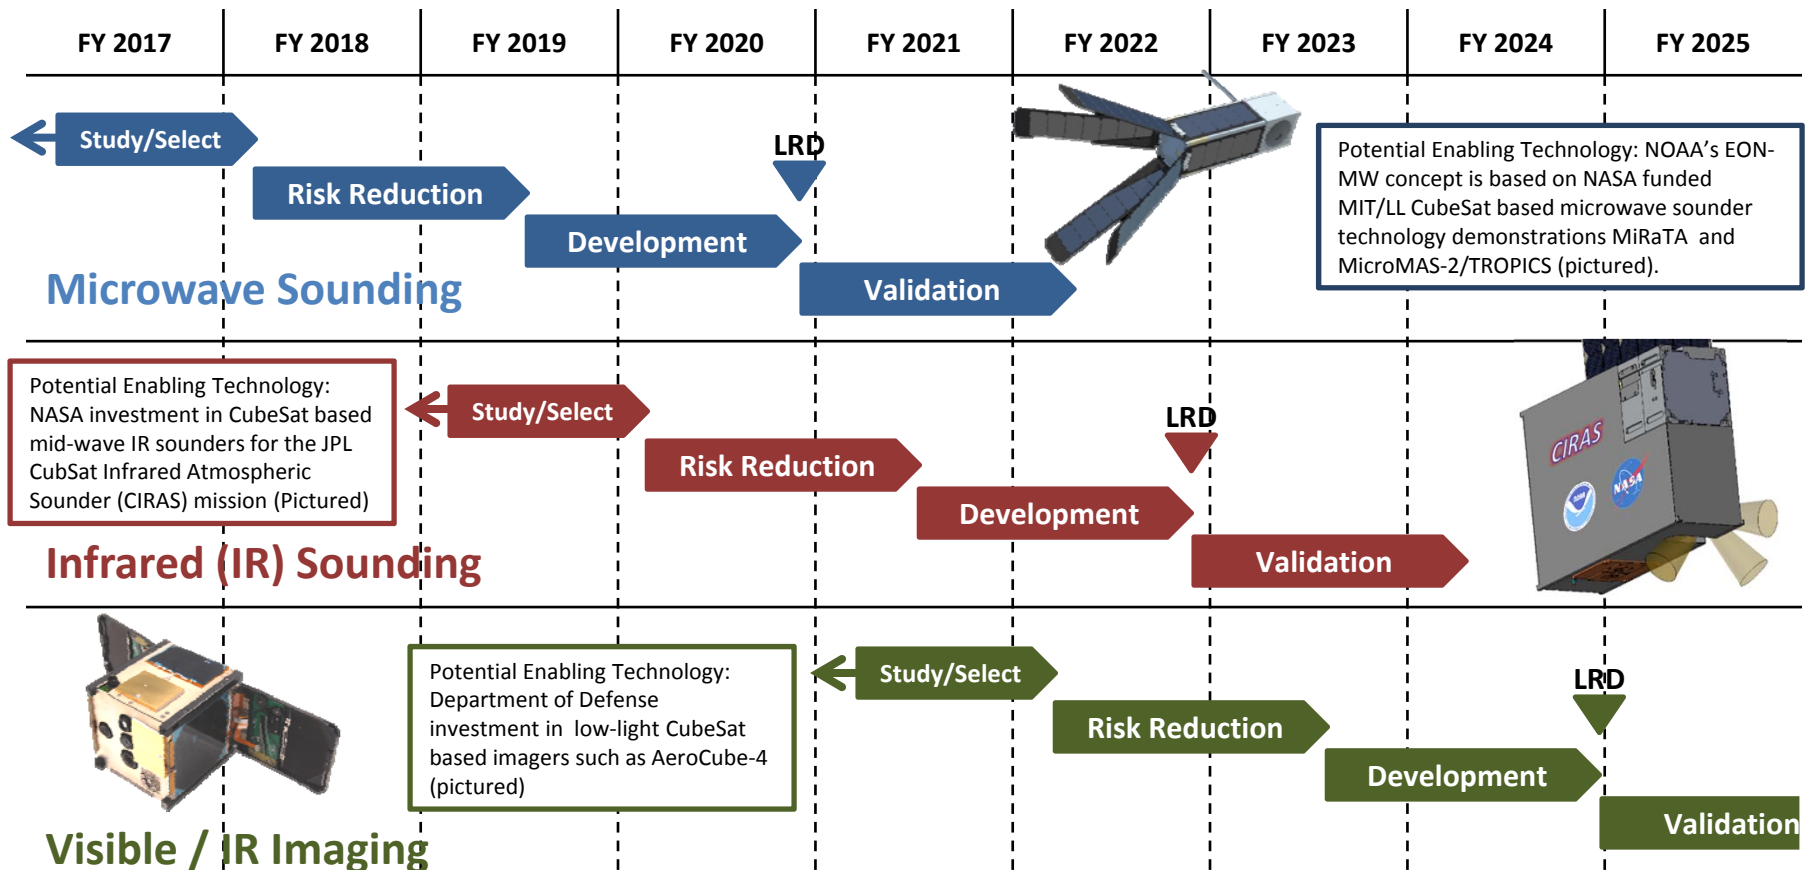 FY 2017 FY 2018 FY 2019 FY 2020 FY 2021 FY 2022 FY 2023 FY 2024 FY 2025
Study/Select
LRD
Risk Reduction
Development
Validation
Microwave Sounding
Potential Enabling Technology: NOAA’s EON-
MW concept is based on NASA funded
MIT/LL CubeSat based microwave sounder
technology demonstrations MiRaTA and
MicroMAS-2/TROPICS (pictured).
Potential Enabling Technology:
NASA investment in CubeSat based
mid-wave IR sounders for the JPL
CubSat Infrared Atmospheric
Sounder (CIRAS) mission (Pictured)
Study/Select
LRD
Risk Reduction
Development
Validation
Infrared (IR) Sounding
CIRAS
NASA
Potential Enabling Technology:
Department of Defense
investment in low-light CubeSat
based imagers such as AeroCube-4
(pictured)
Study/Select
LRD
Risk Reduction
Development
Validation
Visible / IR Imaging